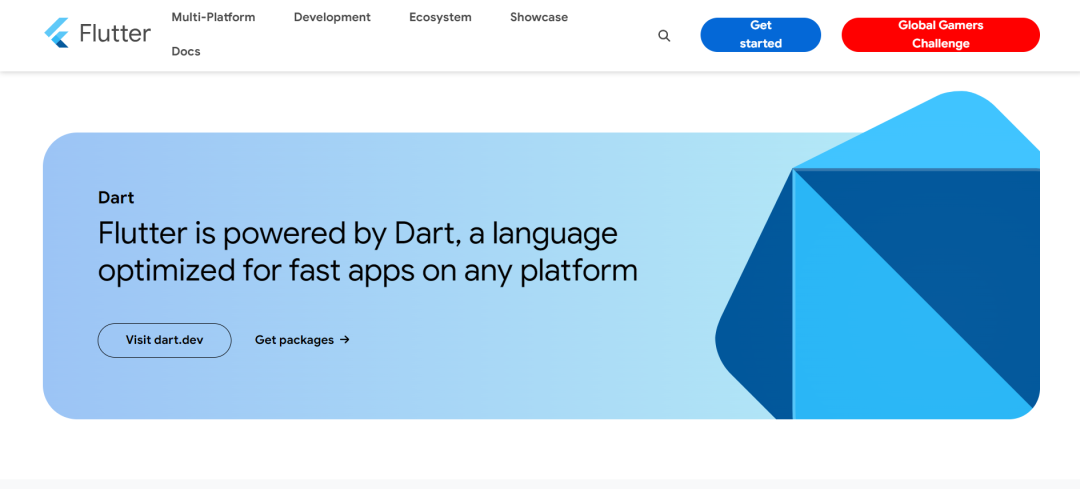 Flutter
Multi-Platform
Development
Ecosystem
Showcase
Docs
Get
started
Global Gamers
Challenge
Dart
Flutter is powered by Dart, a language
optimized for fast apps on any platform
Visit dart.dev
Get packages →